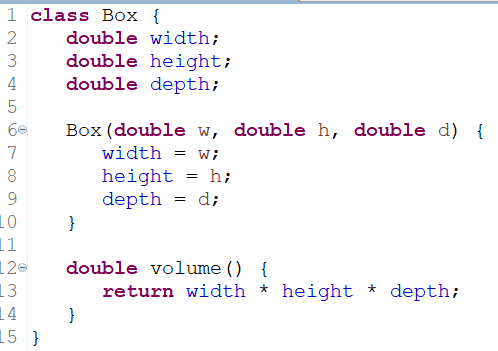 1 class Box {
2    double width;
3    double height;
4    double depth;
5
6    Box(double w, double h, double d) {
7       width = w;
8       height = h;
9       depth = d;
10    }
11
12    double volume() {
13       return width * height * depth;
14    }
15 }